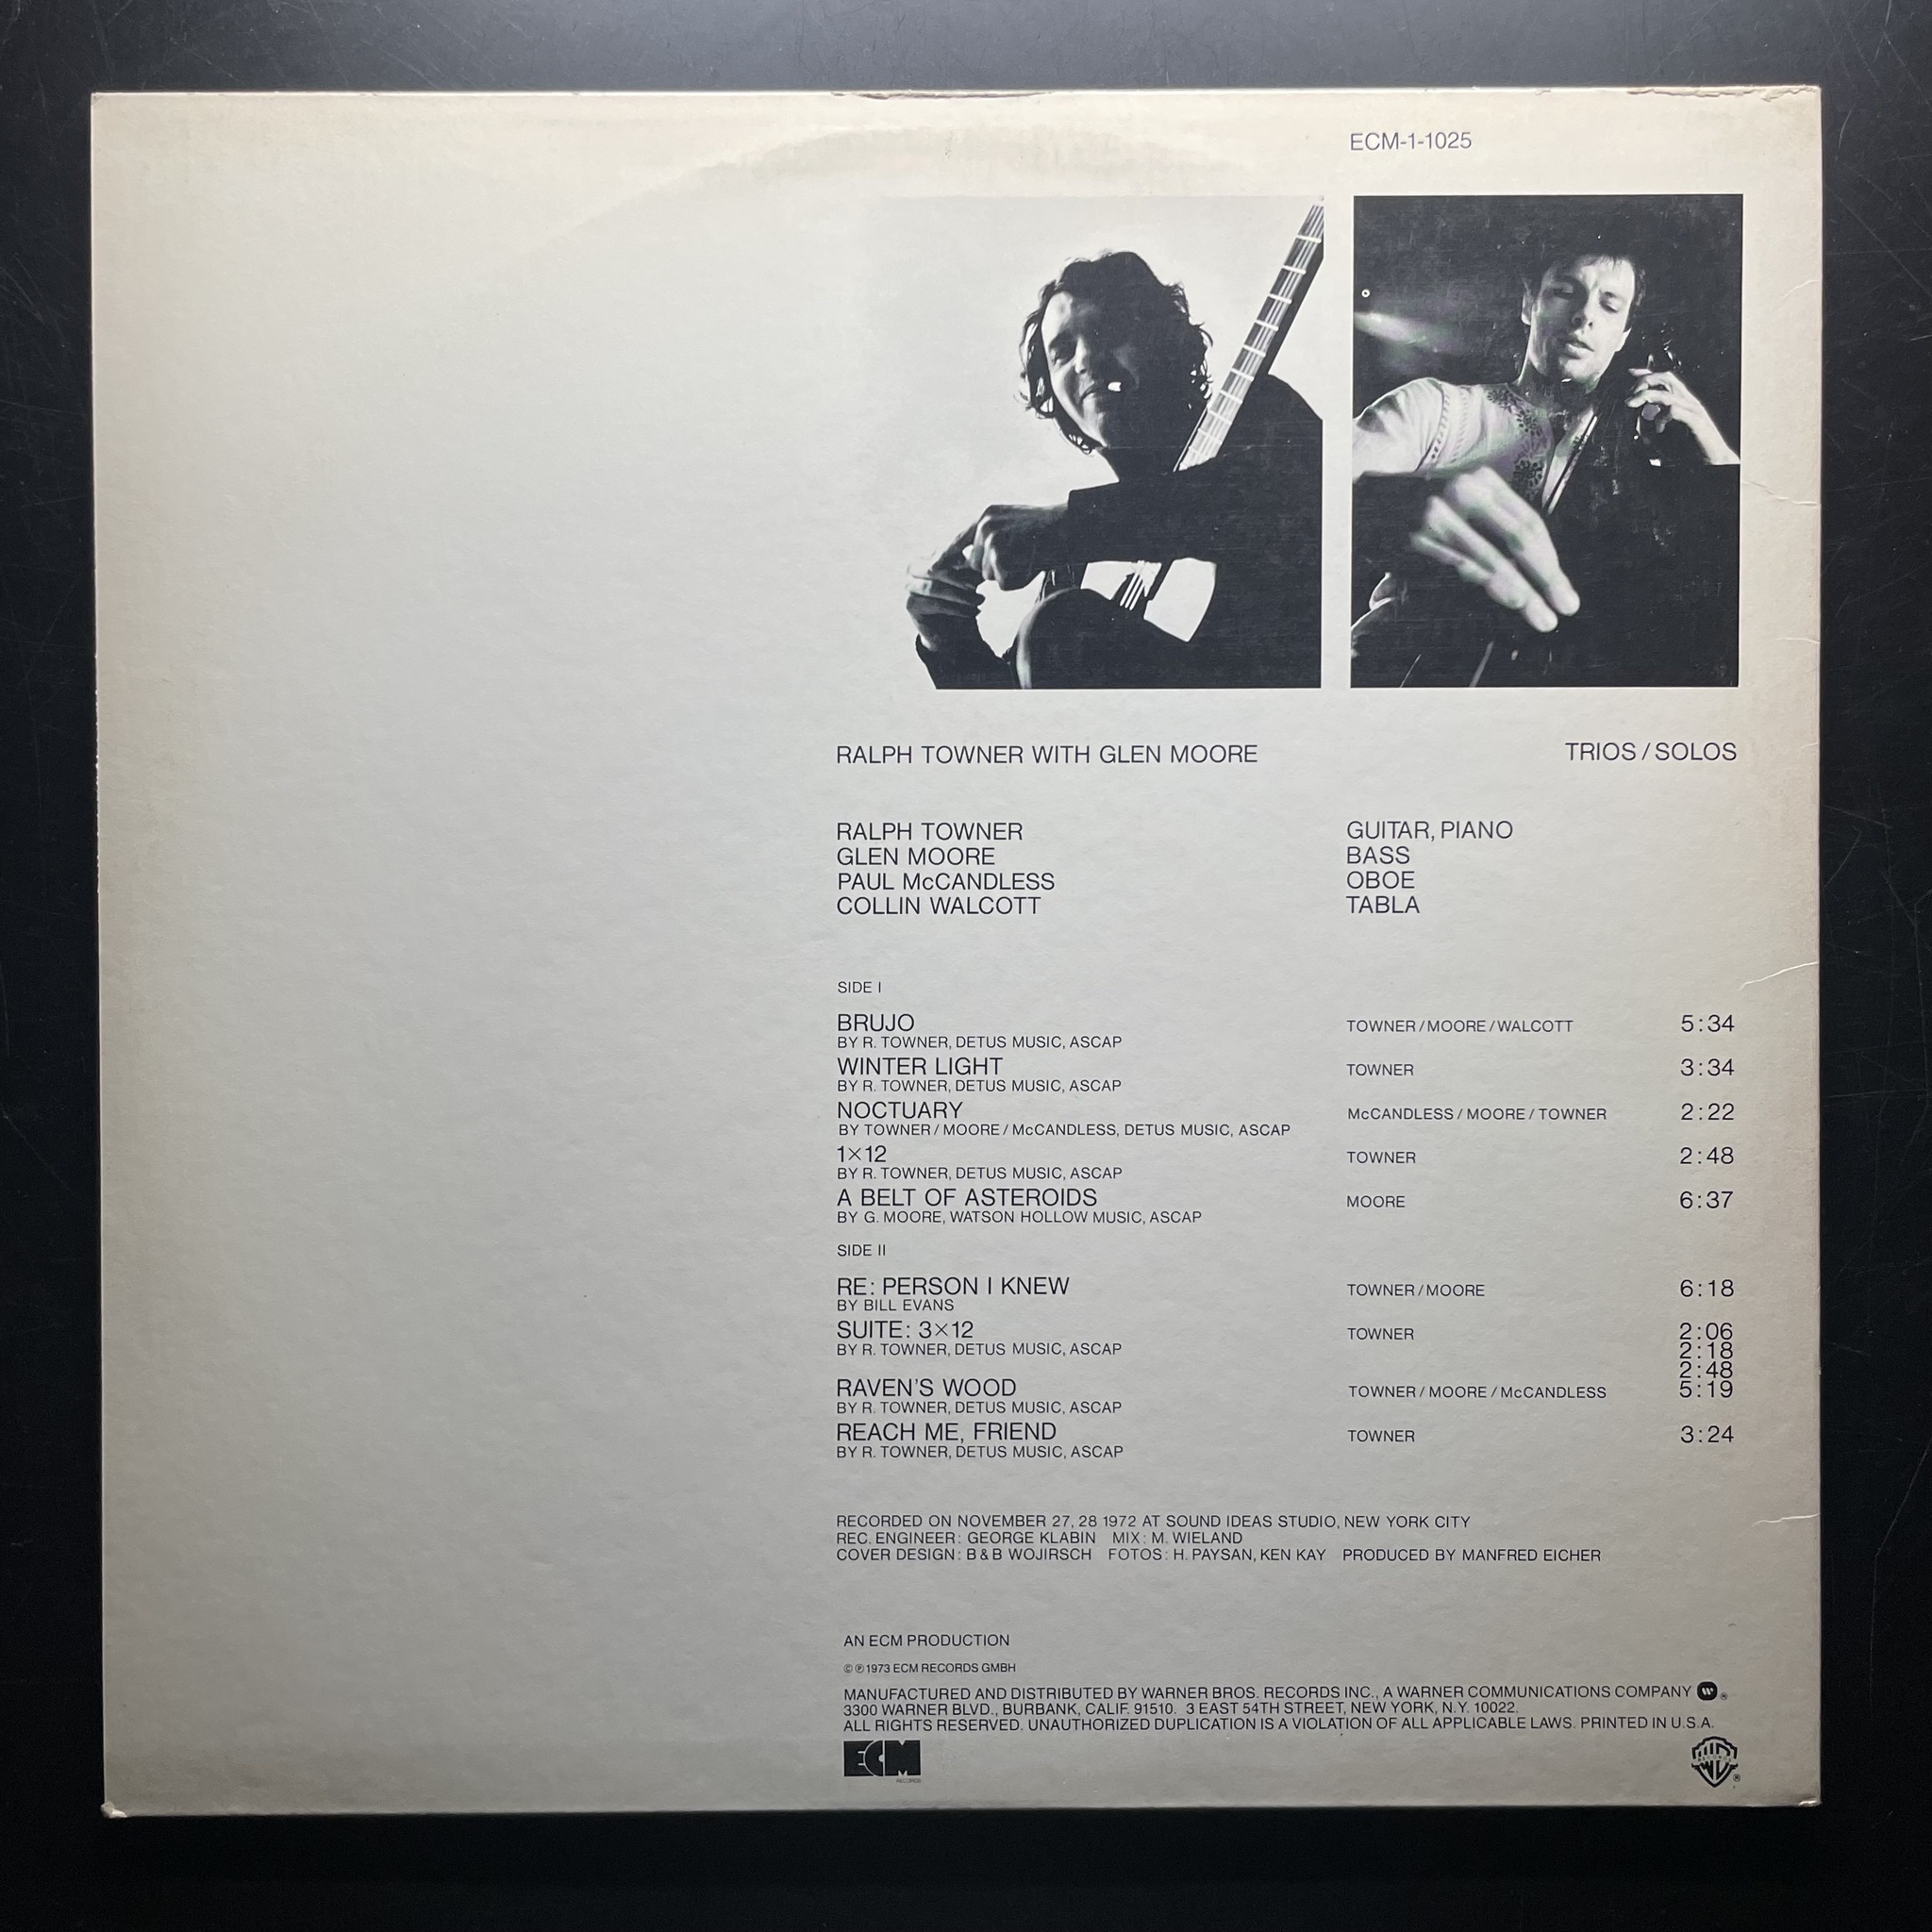 ECM-1-1025
RALPH TOWNER WITH GLEN MOORE TRIOS / SOLOS
RALPH TOWNER GUITAR, PIANO
GLEN MOORE BASS
PAUL McCANDLESS OBOE
COLLIN WALCOTT TABLA
SIDE I
BRUJO TOWNER / MOORE / WALCOTT 5:34
BY R. TOWNER, DETUS MUSIC, ASCAP
WINTER LIGHT TOWNER 3:34
BY R. TOWNER, DETUS MUSIC, ASCAP
NOCTUARY McCANDLESS / MOORE / TOWNER 2:22
BY TOWNER / MOORE / McCANDLESS, DETUS MUSIC, ASCAP
1×12 TOWNER 2:48
BY R. TOWNER, DETUS MUSIC, ASCAP
A BELT OF ASTEROIDS MOORE 6:37
BY G. MOORE, WATSON HOLLOW MUSIC, ASCAP
SIDE II
RE: PERSON I KNEW TOWNER / MOORE 6:18
BY BILL EVANS
SUITE: 3×12 TOWNER 2:06
BY R. TOWNER, DETUS MUSIC, ASCAP 2:18
2:48
RAVEN'S WOOD TOWNER / MOORE / McCANDLESS 5:19
BY R. TOWNER, DETUS MUSIC, ASCAP
REACH ME, FRIEND TOWNER 3:24
BY R. TOWNER, DETUS MUSIC, ASCAP
RECORDED ON NOVEMBER 27, 28 1972 AT SOUND IDEAS STUDIO, NEW YORK CITY
REC. ENGINEER: GEORGE KLABIN MIX: M. WIELAND
COVER DESIGN: B & B WOJIRSCH FOTOS: H. PAYSAN, KEN KAY PRODUCED BY MANFRED EICHER
AN ECM PRODUCTION
© ℗ 1973 ECM RECORDS GMBH
MANUFACTURED AND DISTRIBUTED BY WARNER BROS. RECORDS INC., A WARNER COMMUNICATIONS COMPANY ®
3300 WARNER BLVD., BURBANK, CALIF. 91510. 3 EAST 54TH STREET, NEW YORK, N.Y. 10022.
ALL RIGHTS RESERVED. UNAUTHORIZED DUPLICATION IS A VIOLATION OF ALL APPLICABLE LAWS. PRINTED IN U.S.A.
ECM
RECORDS
WB ®